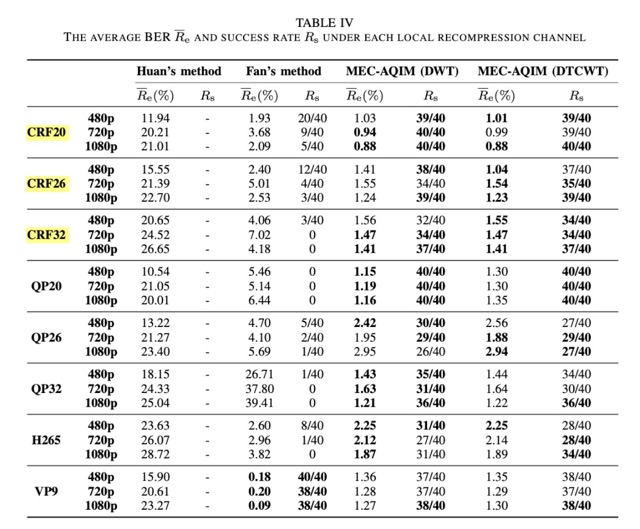 TABLE IV
THE AVERAGE BER R̅e AND SUCCESS RATE Rs UNDER EACH LOCAL RECOMPRESSION CHANNEL
Huan's method Fan's method MEC-AQIM (DWT) MEC-AQIM (DTCWT)
R̅e(%) Rs R̅e(%) Rs R̅e(%) Rs R̅e(%) Rs
480p 11.94 - 1.93 20/40 1.03 39/40 1.01 39/40
CRF20 720p 20.21 - 3.68 9/40 0.94 40/40 0.99 39/40
1080p 21.01 - 2.09 5/40 0.88 40/40 0.88 40/40
480p 15.55 - 2.40 12/40 1.41 38/40 1.04 37/40
CRF26 720p 21.39 - 5.01 4/40 1.55 34/40 1.54 35/40
1080p 22.70 - 2.53 3/40 1.24 39/40 1.23 39/40
480p 20.65 - 4.06 3/40 1.56 32/40 1.55 34/40
CRF32 720p 24.52 - 7.02 0 1.47 34/40 1.47 34/40
1080p 26.65 - 4.18 0 1.41 37/40 1.41 37/40
480p 10.54 - 5.46 0 1.15 40/40 1.30 40/40
QP20 720p 21.05 - 5.14 0 1.19 40/40 1.30 40/40
1080p 20.01 - 6.44 0 1.16 40/40 1.35 40/40
480p 13.22 - 4.70 5/40 2.42 30/40 2.56 27/40
QP26 720p 21.27 - 4.10 2/40 1.95 29/40 1.88 29/40
1080p 23.40 - 5.69 1/40 2.95 26/40 2.94 27/40
480p 18.15 - 26.71 1/40 1.43 35/40 1.44 34/40
QP32 720p 24.33 - 37.80 0 1.63 31/40 1.64 30/40
1080p 25.04 - 39.41 0 1.21 36/40 1.22 36/40
480p 23.63 - 2.60 8/40 2.25 31/40 2.25 28/40
H265 720p 26.07 - 2.96 1/40 2.12 27/40 2.14 28/40
1080p 28.72 - 3.82 0 1.87 31/40 1.89 34/40
480p 15.90 - 0.18 40/40 1.36 37/40 1.35 38/40
VP9 720p 20.61 - 0.20 38/40 1.28 37/40 1.29 37/40
1080p 23.27 - 0.09 38/40 1.27 38/40 1.30 38/40